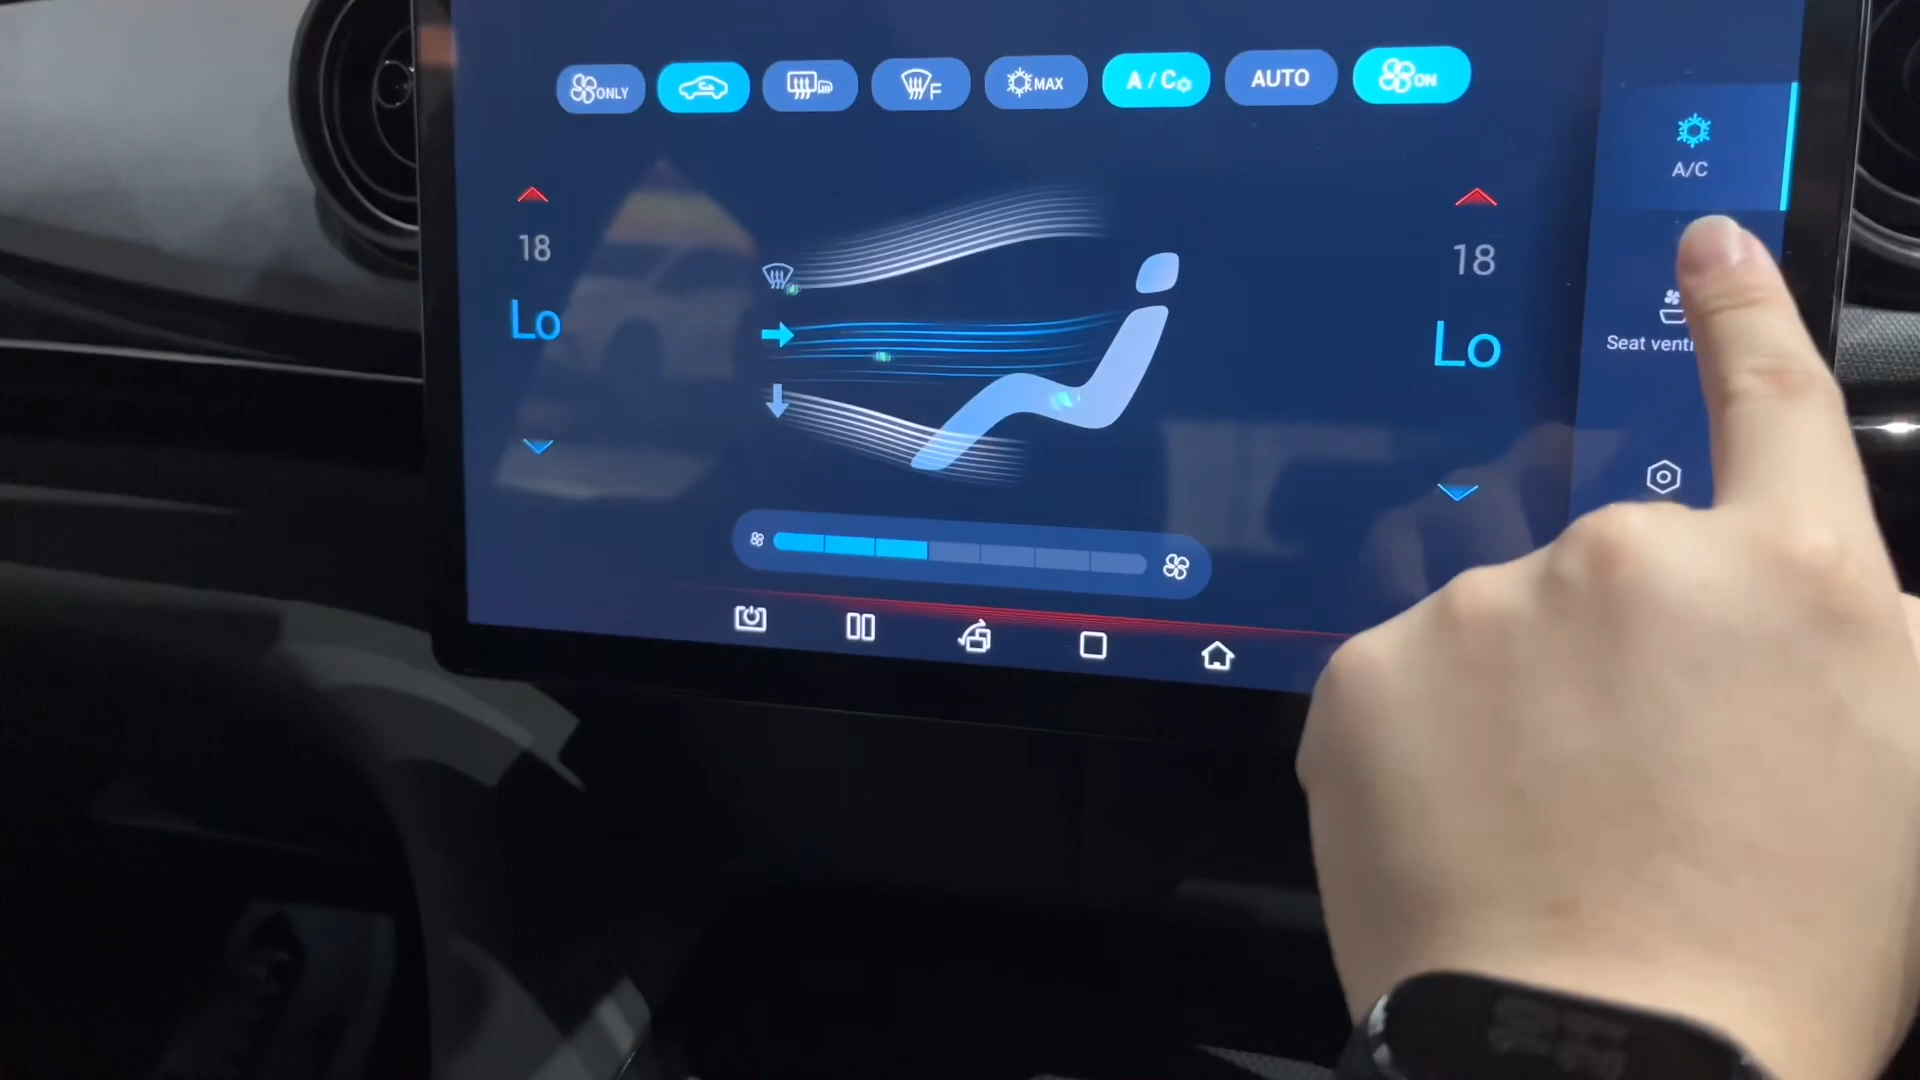 ONLY
F
MAX
A/C
AUTO
ON
A/C
18
18
Lo
Lo
Seat venti